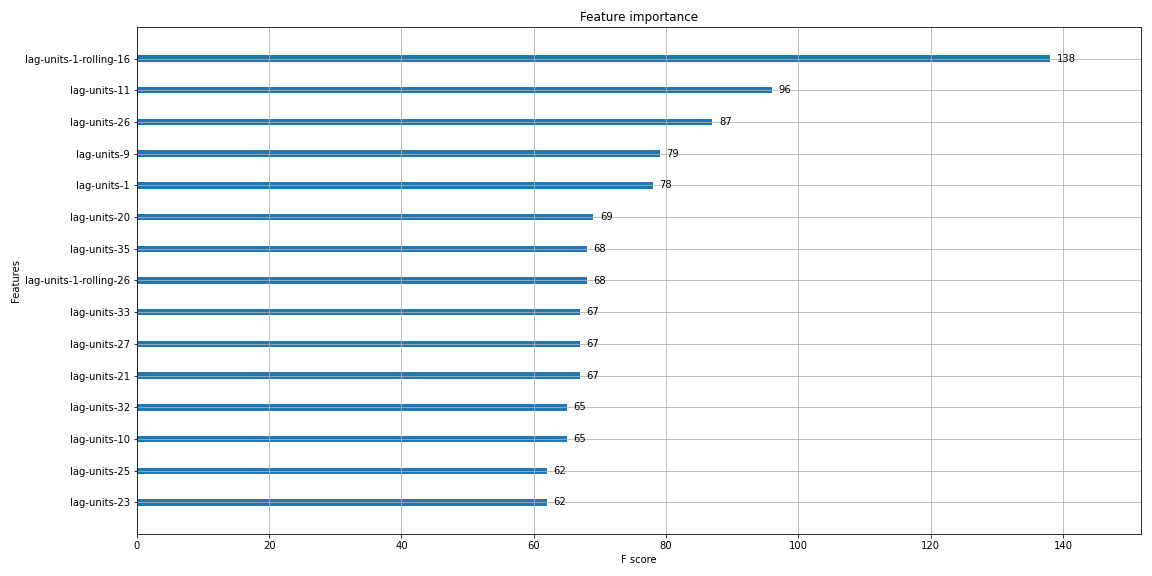 Feature importance
lag-units-1-rolling-16 138
lag-units-11 96
lag-units-26 87
lag-units-9 79
lag-units-1 78
lag-units-20 69
lag-units-35 68
lag-units-1-rolling-26 68
lag-units-33 67
lag-units-27 67
lag-units-21 67
lag-units-32 65
lag-units-10 65
lag-units-25 62
lag-units-23 62
Features
0 20 40 60 80 100 120 140
F score